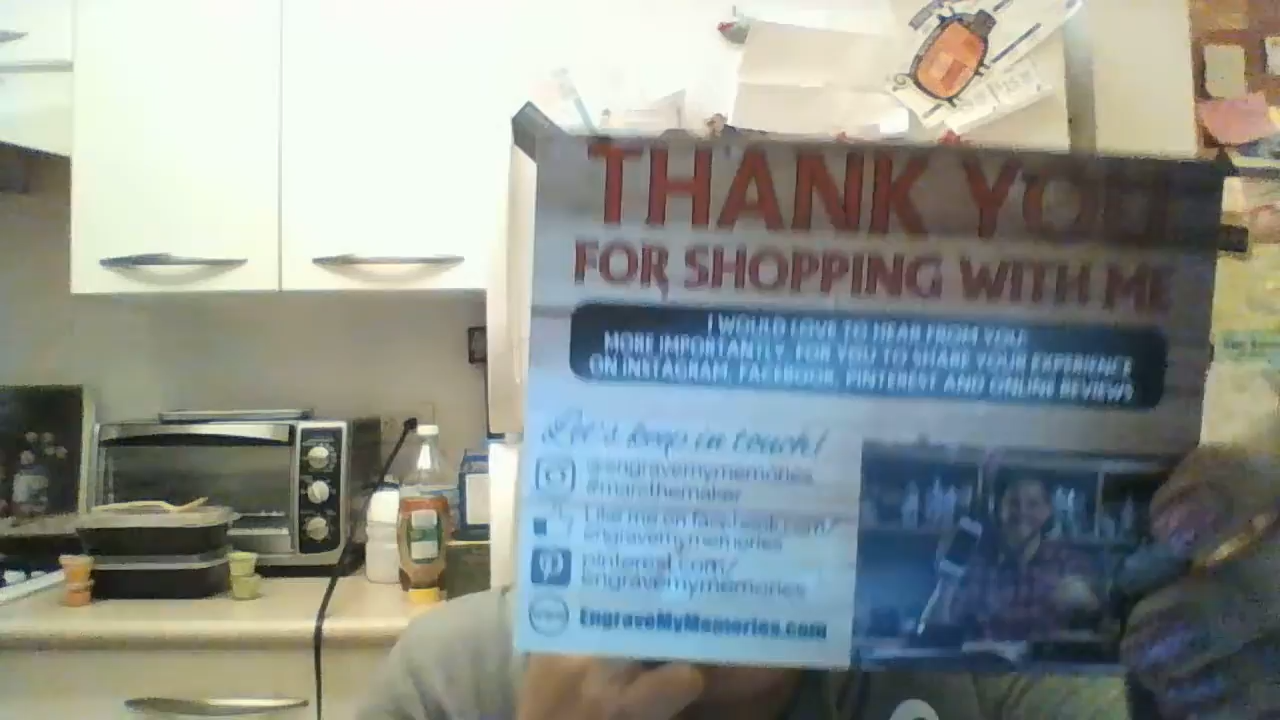 THANK YOU
FOR SHOPPING WITH ME
I WOULD LOVE TO HEAR FROM YOU!
MORE IMPORTANTLY, FOR YOU TO SHARE YOUR EXPERIENCE
ON INSTAGRAM, FACEBOOK, PINTEREST AND ONLINE REVIEWS
Let's keep in touch!
@engravemymemories
#marcthemaker
Like me on facebook.com/
engravemymemories
pinterest.com/
engravemymemories
EngraveMyMemories.com